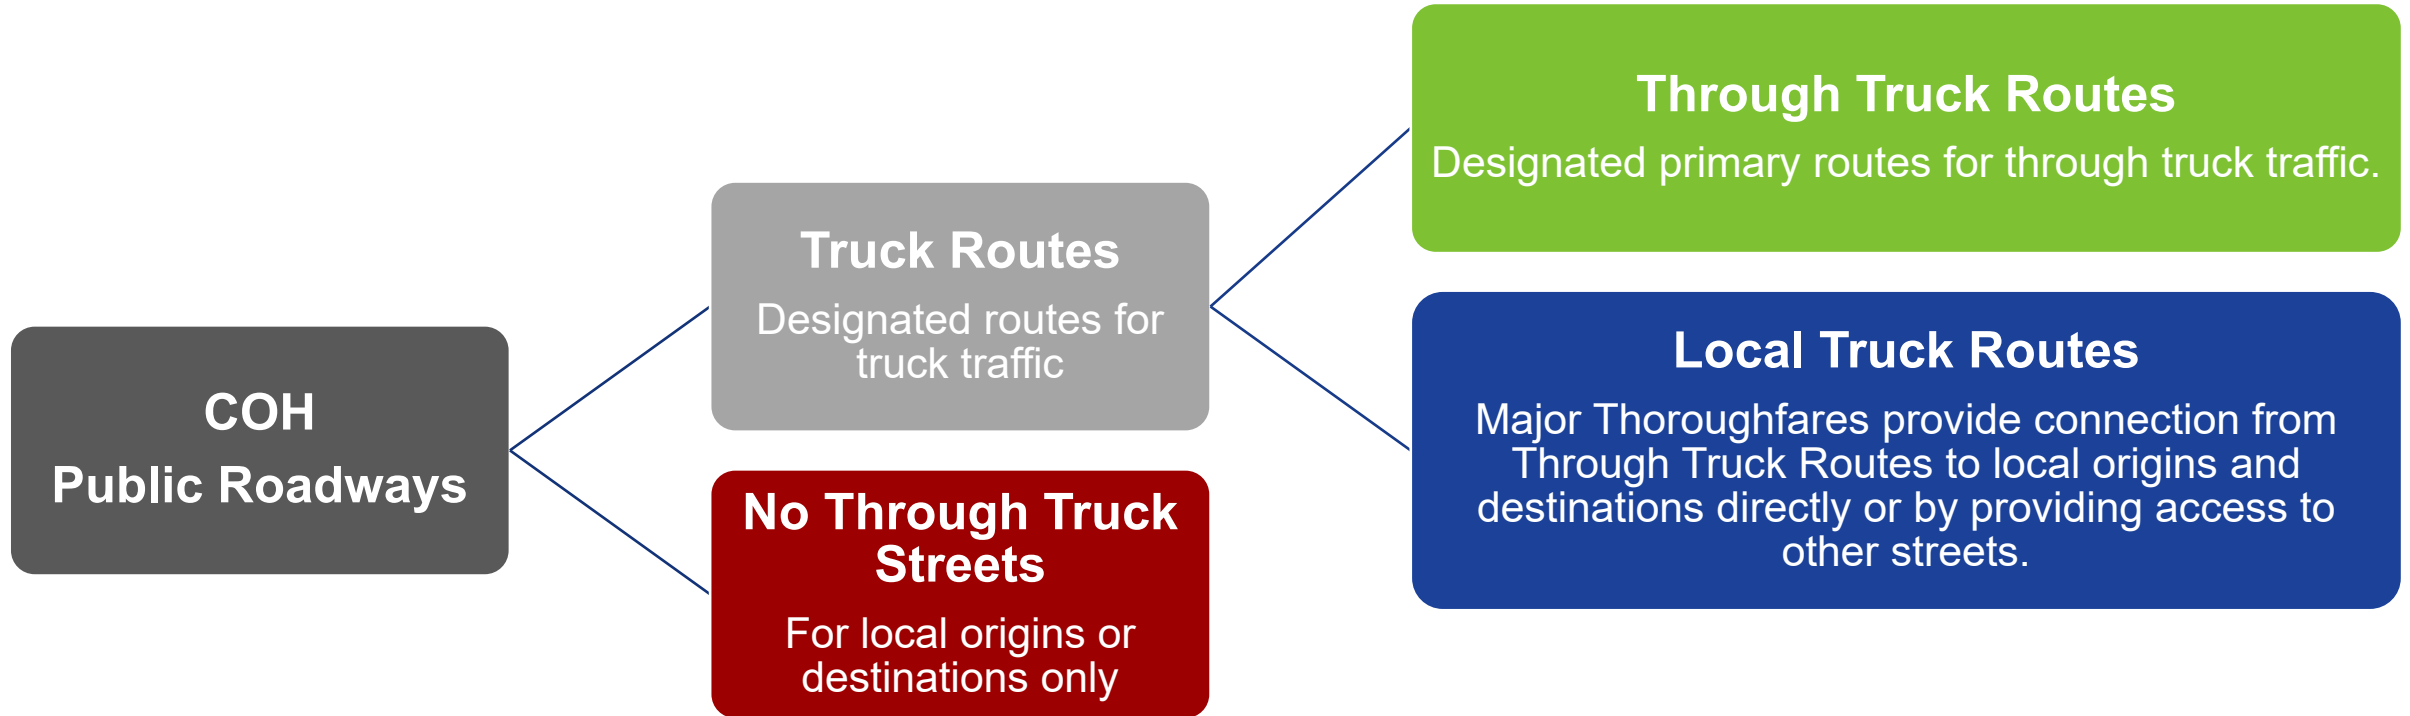 COH
Public Roadways
Truck Routes
Designated routes for
truck traffic
No Through Truck
Streets
For local origins or
destinations only
Through Truck Routes
Designated primary routes for through truck traffic.
Local Truck Routes
Major Thoroughfares provide connection from
Through Truck Routes to local origins and
destinations directly or by providing access to
other streets.